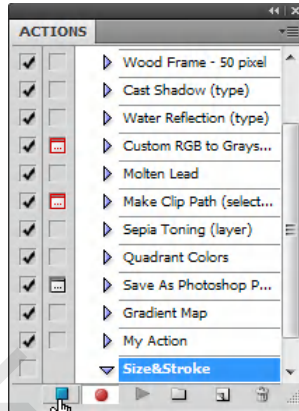 ACTIONS
Wood Frame - 50 pixel
Cast Shadow (type)
Water Reflection (type)
Custom RGB to Grays...
Molten Lead
Make Clip Path (select...
Sepia Toning (layer)
Quadrant Colors
Save As Photoshop P...
Gradient Map
My Action
Size&Stroke